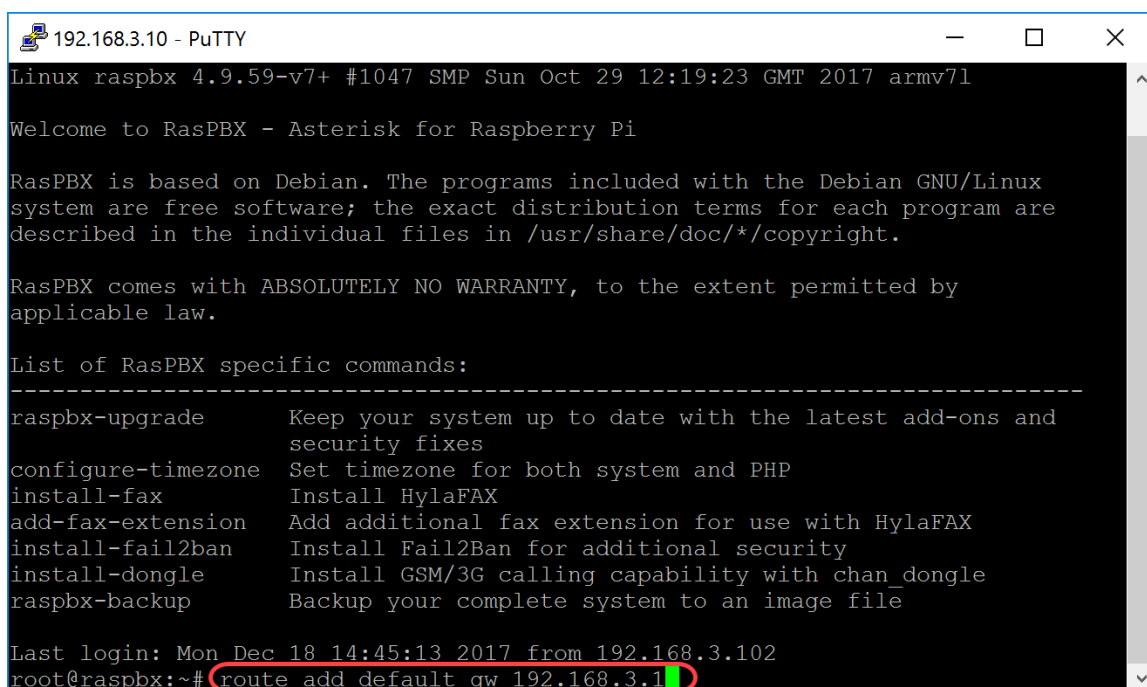 192.168.3.10 - PuTTY
Linux raspbx 4.9.59-v7+ #1047 SMP Sun Oct 29 12:19:23 GMT 2017 armv7l
Welcome to RasPBX - Asterisk for Raspberry Pi
RasPBX is based on Debian. The programs included with the Debian GNU/Linux
system are free software; the exact distribution terms for each program are
described in the individual files in /usr/share/doc/*/copyright.
RasPBX comes with ABSOLUTELY NO WARRANTY, to the extent permitted by
applicable law.
List of RasPBX specific commands:
-----------------------------------------------------------------------------
raspbx-upgrade      Keep your system up to date with the latest add-ons and
                    security fixes
configure-timezone  Set timezone for both system and PHP
install-fax         Install HylaFAX
add-fax-extension   Add additional fax extension for use with HylaFAX
install-fail2ban    Install Fail2Ban for additional security
install-dongle      Install GSM/3G calling capability with chan_dongle
raspbx-backup       Backup your complete system to an image file
Last login: Mon Dec 18 14:45:13 2017 from 192.168.3.102
root@raspbx:~# route add default gw 192.168.3.1